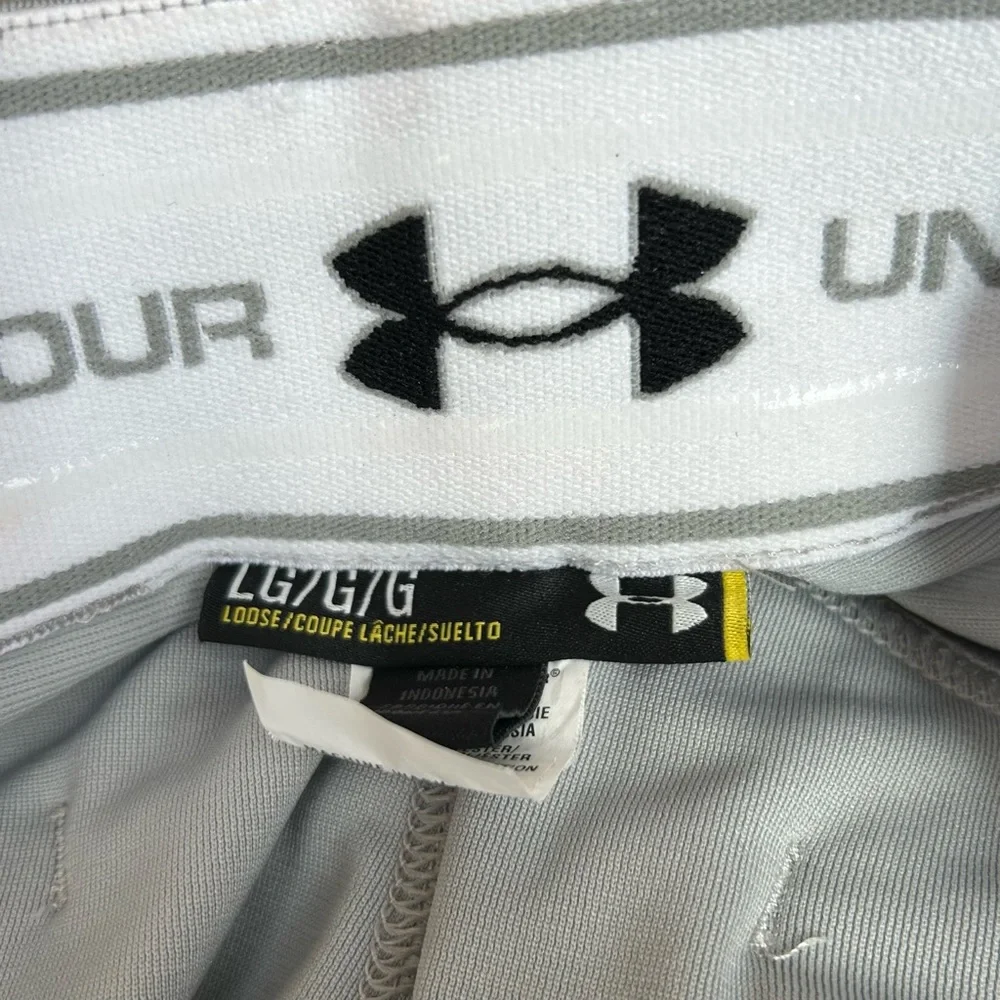 OUR UN
LG/G/G
LOOSE/COUPE LÂCHE/SUELTO
MADE IN
INDONESIA